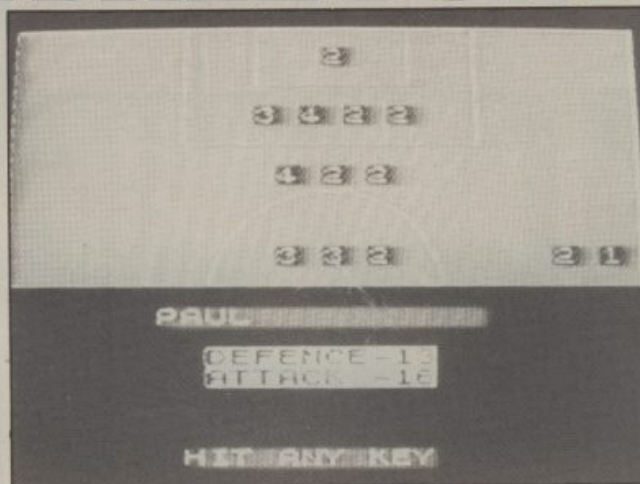 2
3 4 2 2
4 2 2
3 3 2 2 1
PAUL
DEFENCE-13
ATTACK -16
HIT ANY KEY